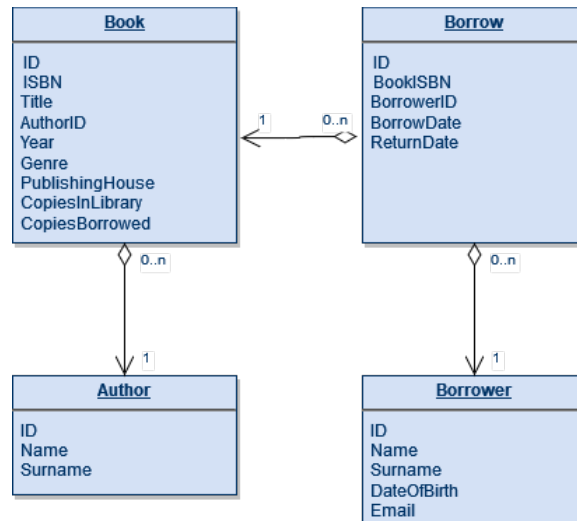 Book
ID
ISBN
Title
AuthorID
Year
Genre
PublishingHouse
CopiesInLibrary
CopiesBorrowed
1
0..n
Borrow
ID
BookISBN
BorrowerID
BorrowDate
ReturnDate
0..n
1
0..n
1
Author
ID
Name
Surname
Borrower
ID
Name
Surname
DateOfBirth
Email